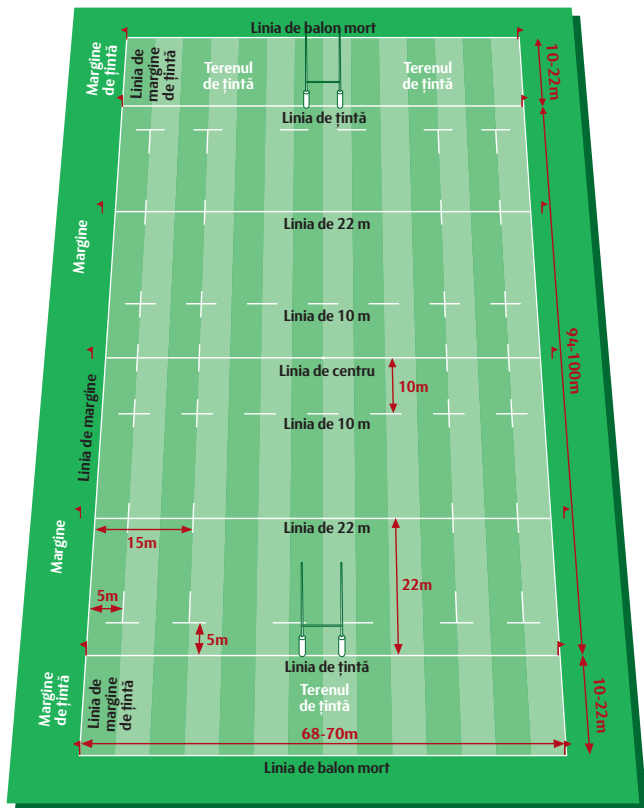 Linia de balon mort
Margine
de țintă
Linia de
margine
de țintă
Terenul
de țintă
Terenul
de țintă
10-22m
Linia de țintă
Margine
Linia de 22 m
Linia de 10 m
94-100m
Linia de centru
10m
Linia de margine
Linia de 10 m
Margine
Linia de 22 m
15m
22m
5m
5m
Linia de țintă
Margine
de țintă
Linia de
margine
de țintă
Terenul
de țintă
10-22m
68-70m
Linia de balon mort